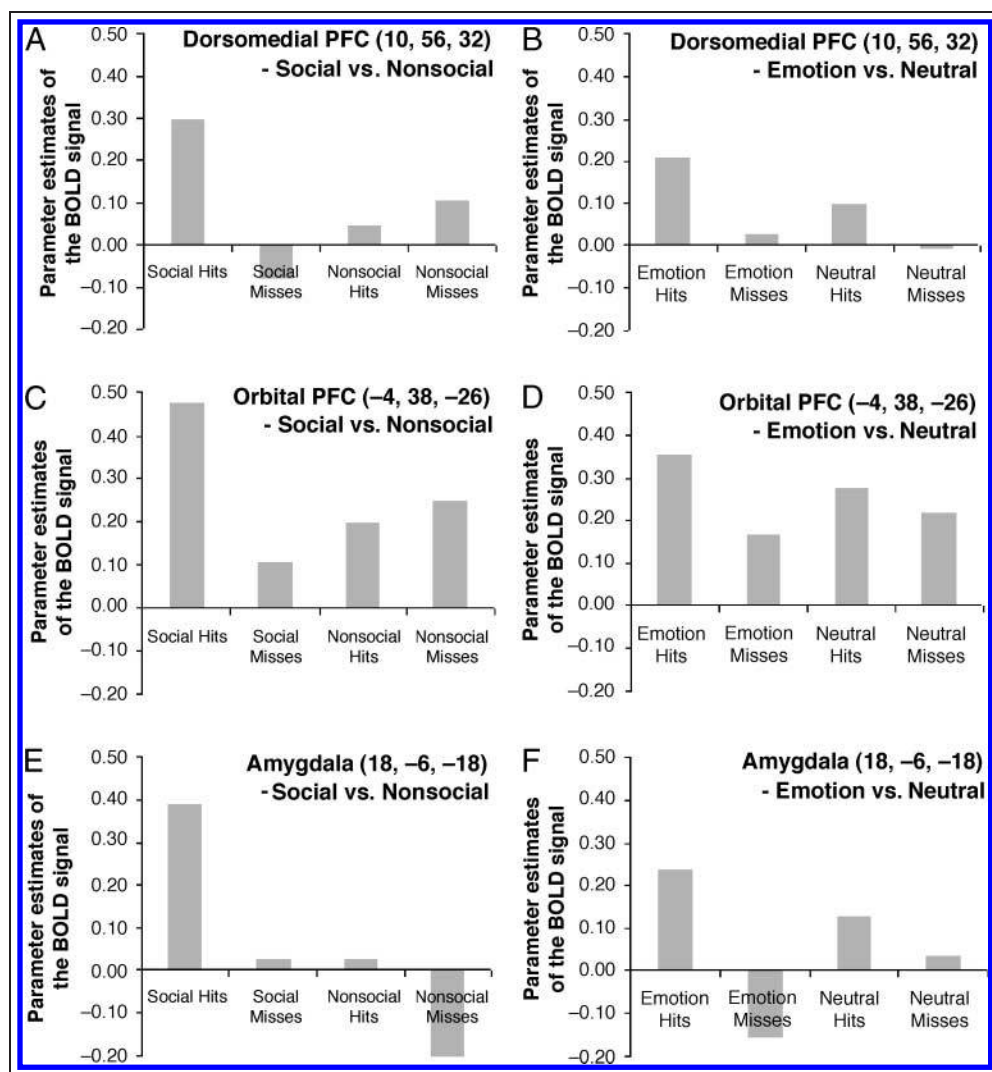 A
Dorsomedial PFC (10, 56, 32)
- Social vs. Nonsocial
Parameter estimates of
the BOLD signal
0.50
0.40
0.30
0.20
0.10
0.00
–0.10
–0.20
Social Hits
Social
Misses
Nonsocial
Hits
Nonsocial
Misses
B
Dorsomedial PFC (10, 56, 32)
- Emotion vs. Neutral
Parameter estimates of
the BOLD signal
0.50
0.40
0.30
0.20
0.10
0.00
–0.10
–0.20
Emotion
Hits
Emotion
Misses
Neutral
Hits
Neutral
Misses
C
Orbital PFC (–4, 38, –26)
- Social vs. Nonsocial
Parameter estimates
of the BOLD signal
0.50
0.40
0.30
0.20
0.10
0.00
–0.10
–0.20
Social Hits
Social
Misses
Nonsocial
Hits
Nonsocial
Misses
D
Orbital PFC (–4, 38, –26)
- Emotion vs. Neutral
Parameter estimates
of the BOLD signal
0.50
0.40
0.30
0.20
0.10
0.00
–0.10
–0.20
Emotion
Hits
Emotion
Misses
Neutral
Hits
Neutral
Misses
E
Amygdala (18, –6, –18)
- Social vs. Nonsocial
Parameter estimates of
the BOLD signal
0.50
0.40
0.30
0.20
0.10
0.00
–0.10
–0.20
Social Hits
Social
Misses
Nonsocial
Hits
Nonsocial
Misses
F
Amygdala (18, –6, –18)
- Emotion vs. Neutral
Parameter estimates
of the BOLD signal
0.50
0.40
0.30
0.20
0.10
0.00
–0.10
–0.20
Emotion
Hits
Emotion
Misses
Neutral
Hits
Neutral
Misses